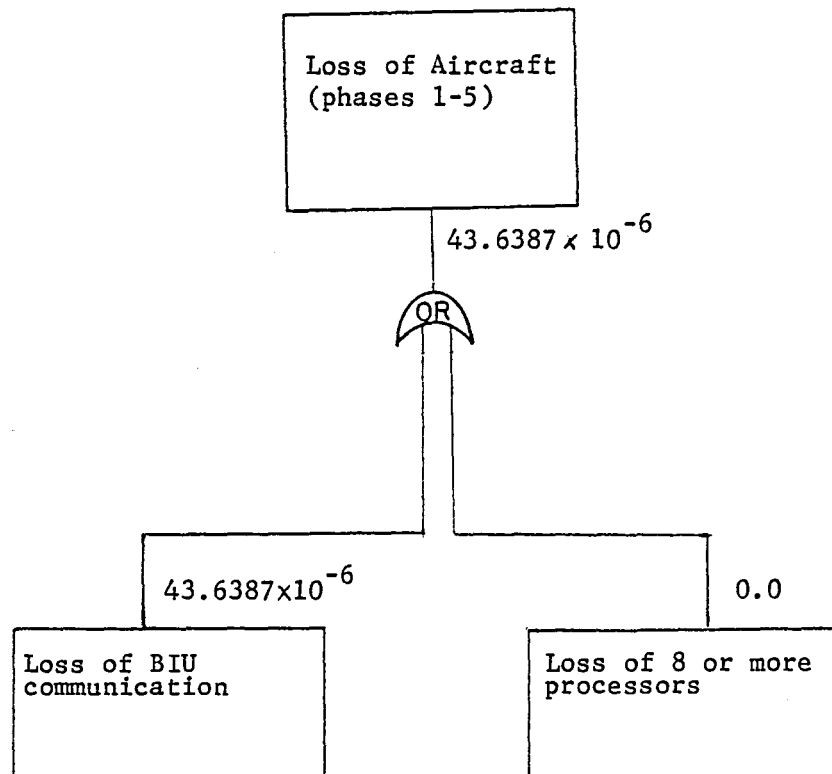 Loss of Aircraft
(phases 1-5)
43.6387 × 10⁻⁶
OR
43.6387x10⁻⁶
0.0
Loss of BIU
communication
Loss of 8 or more
processors